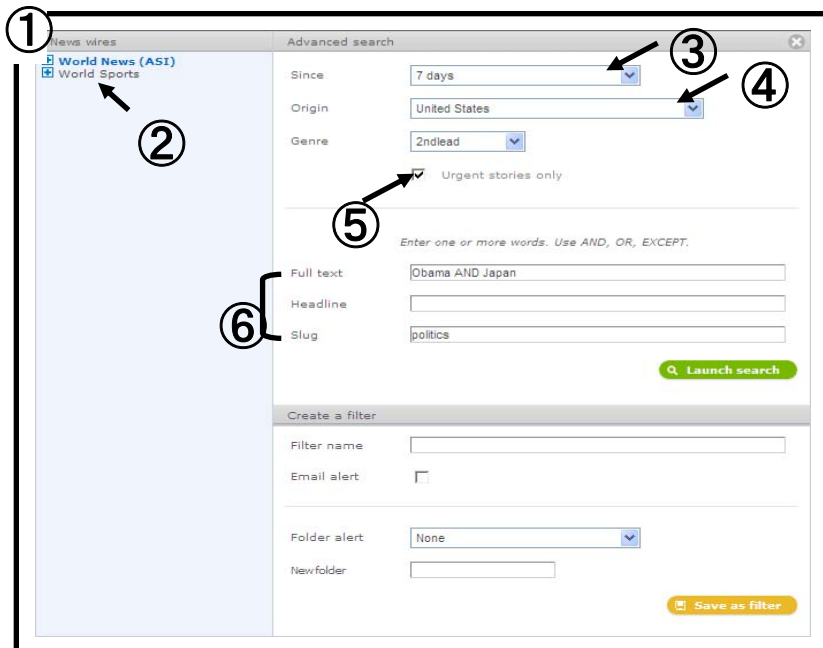 ①
News wires
World News (ASI)
World Sports
②
Advanced search
Since 7 days ③
Origin United States ④
Genre 2ndlead
⑤ Urgent stories only
Enter one or more words. Use AND, OR, EXCEPT.
⑥
Full text Obama AND Japan
Headline
Slug politics
Launch search
Create a filter
Filter name
Email alert
Folder alert None
Newfolder
Save as filter